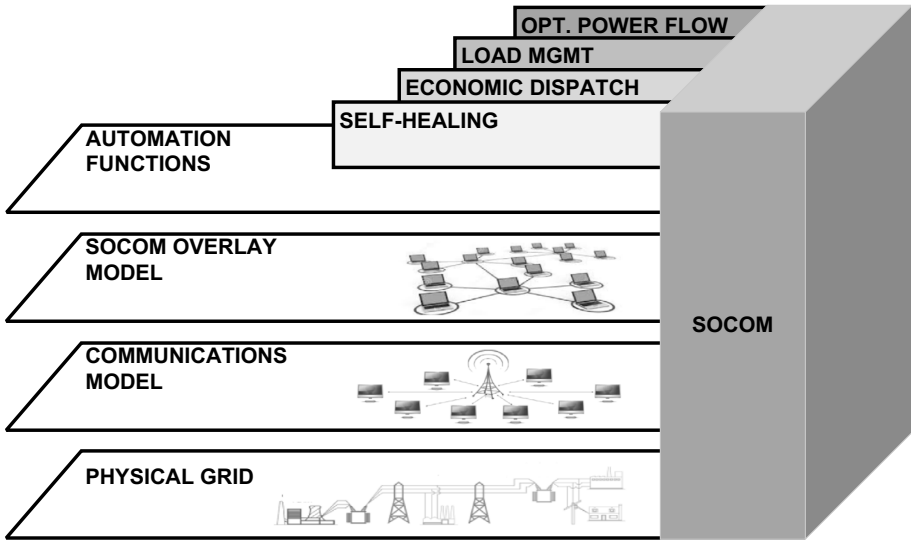 OPT. POWER FLOW
LOAD MGMT
ECONOMIC DISPATCH
SELF-HEALING
AUTOMATION
FUNCTIONS
SOCOM OVERLAY
MODEL
SOCOM
COMMUNICATIONS
MODEL
PHYSICAL GRID